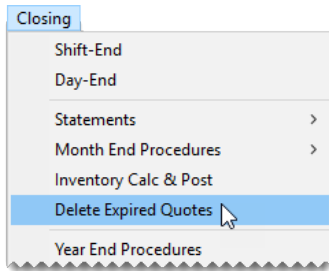 Closing
Shift-End
Day-End
Statements
Month End Procedures
Inventory Calc & Post
Delete Expired Quotes
Year End Procedures